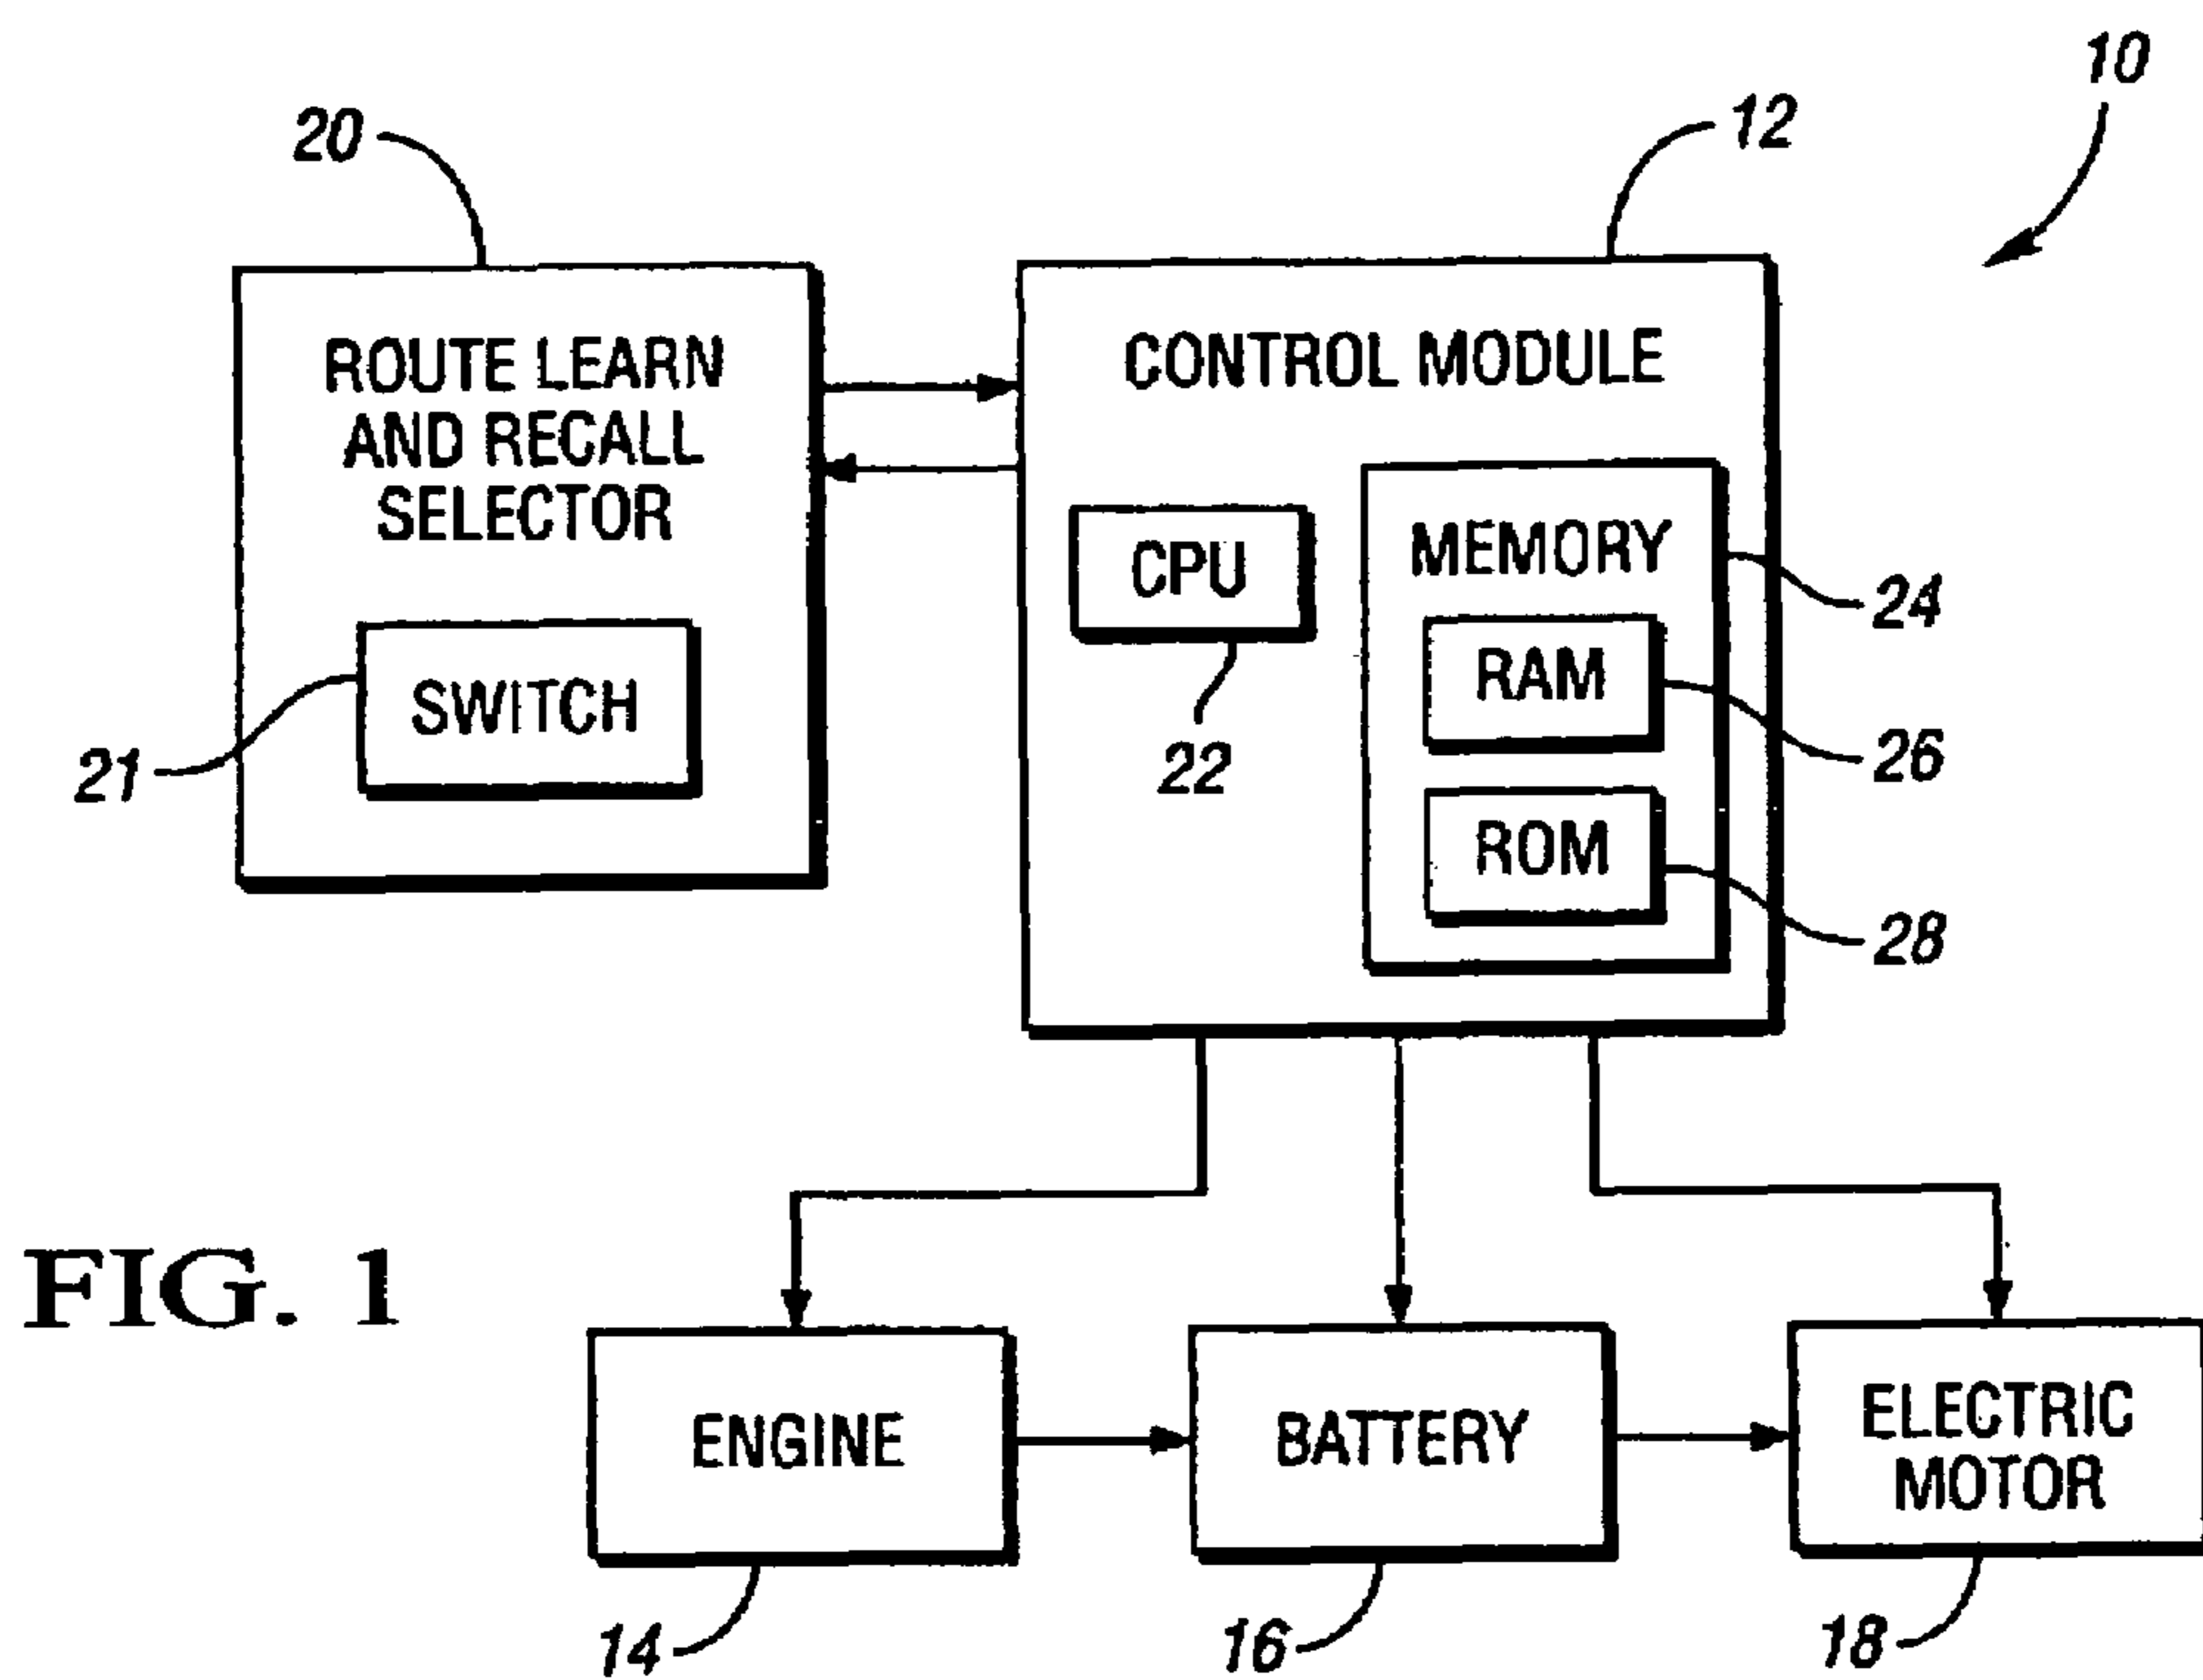 10
20
12
ROUTE LEARN
AND RECALL
SELECTOR
SWITCH
21
CONTROL MODULE
CPU
22
MEMORY
24
RAM
26
ROM
28
FIG. 1
ENGINE
14
BATTERY
16
ELECTRIC
MOTOR
18